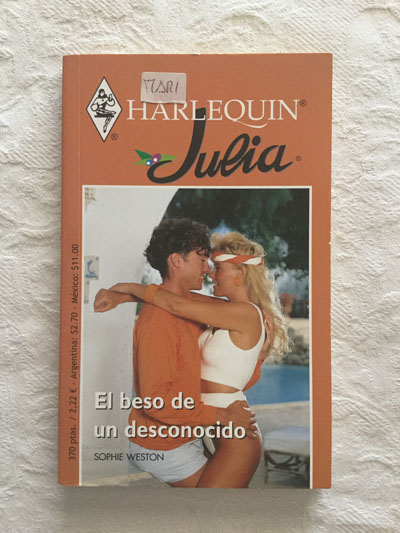 MARI
HARLEQUIN®
®
Julia®
370 ptas. / 2,22 € - Argentina: $2.70 - México: $11.00
El beso de
un desconocido
SOPHIE WESTON